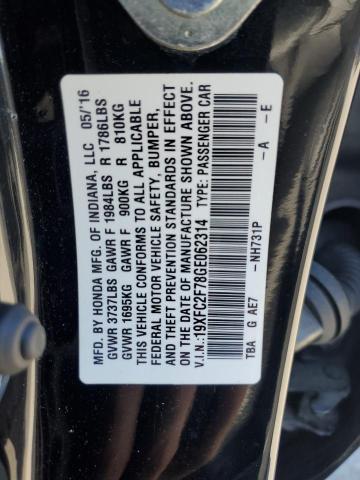 MFD. BY HONDA MFG. OF INDIANA, LLC 05/'16
GVWR 3737LBS GAWR F 1984LBS R 1786LBS
GVWR 1695KG GAWR F 900KG R 810KG
THIS VEHICLE CONFORMS TO ALL APPLICABLE
FEDERAL MOTOR VEHICLE SAFETY, BUMPER,
AND THEFT PREVENTION STANDARDS IN EFFECT
ON THE DATE OF MANUFACTURE SHOWN ABOVE.
V.I.N.:19XFC2F78GE062314 TYPE: PASSENGER CAR
TBA G AE7 -NH731P -A -E